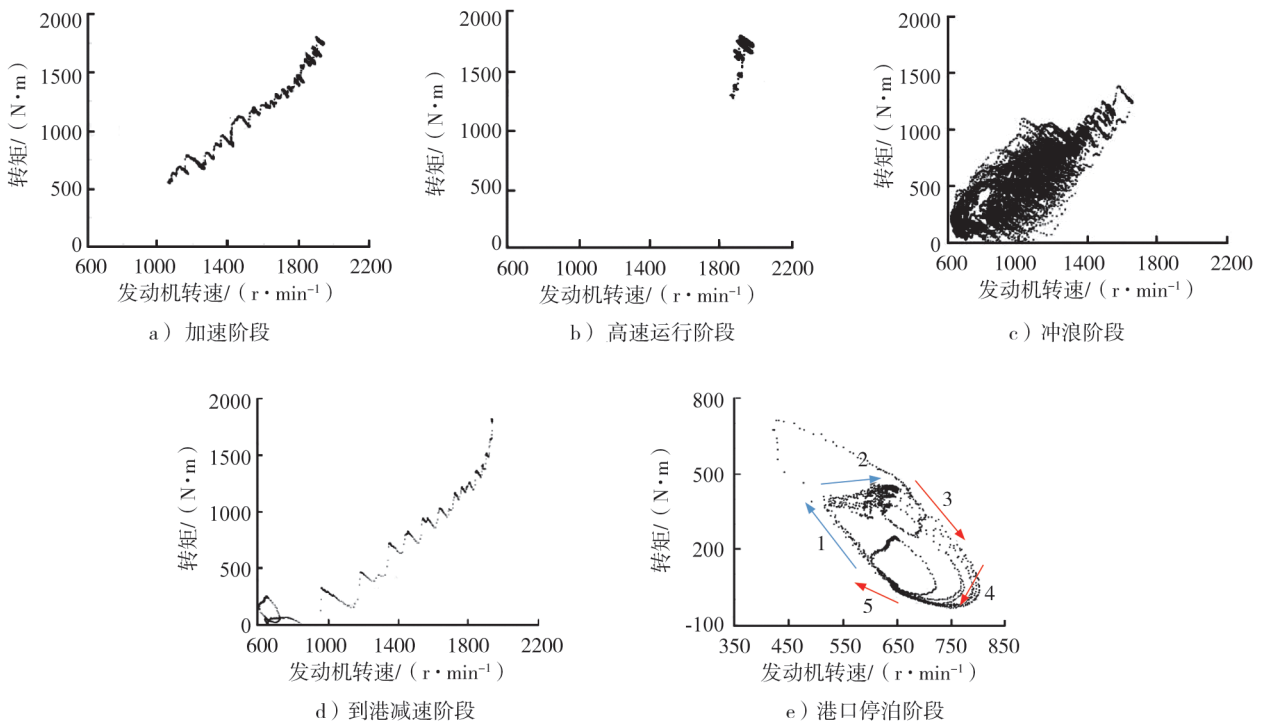 2000
1500
1000
500
0
转矩/（N·m）
600 1000 1400 1800 2200
发动机转速/（r·min⁻¹）
a）加速阶段
2000
1500
1000
500
0
转矩/（N·m）
600 1000 1400 1800 2200
发动机转速/（r·min⁻¹）
b）高速运行阶段
2000
1500
1000
500
0
转矩/（N·m）
600 1000 1400 1800 2200
发动机转速/（r·min⁻¹）
c）冲浪阶段
2000
1500
1000
500
0
转矩/（N·m）
600 1000 1400 1800 2200
发动机转速/（r·min⁻¹）
d）到港减速阶段
800
500
200
-100
转矩/（N·m）
1
2
3
4
5
350 450 550 650 750 850
发动机转速/（r·min⁻¹）
e）港口停泊阶段